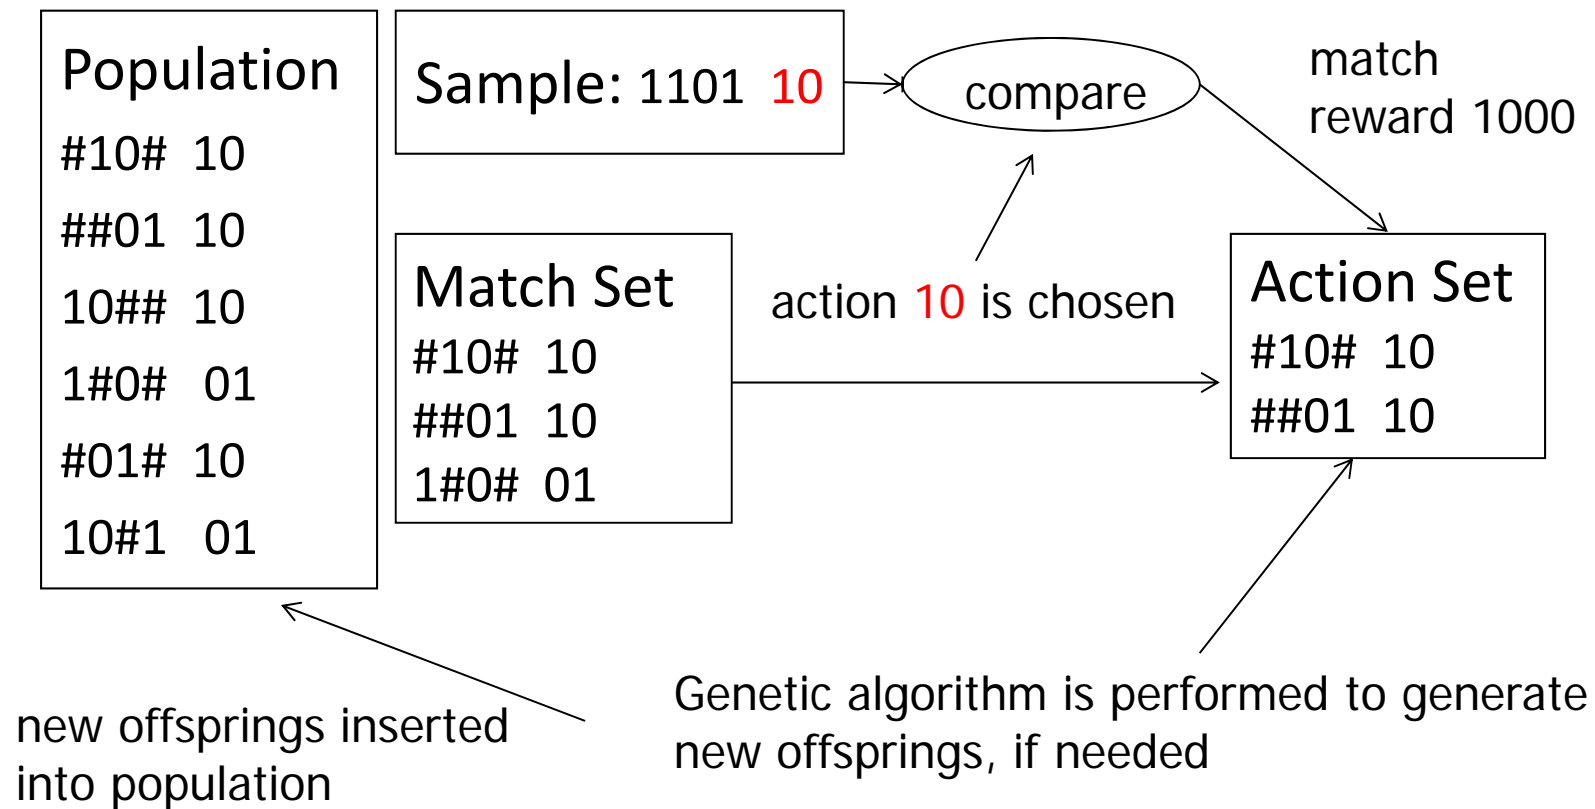 Population
#10# 10
##01 10
10## 10
1#0# 01
#01# 10
10#1 01
Sample: 1101 10
compare
match
reward 1000
Match Set
#10# 10
##01 10
1#0# 01
action 10 is chosen
Action Set
#10# 10
##01 10
new offsprings inserted
into population
Genetic algorithm is performed to generate
new offsprings, if needed